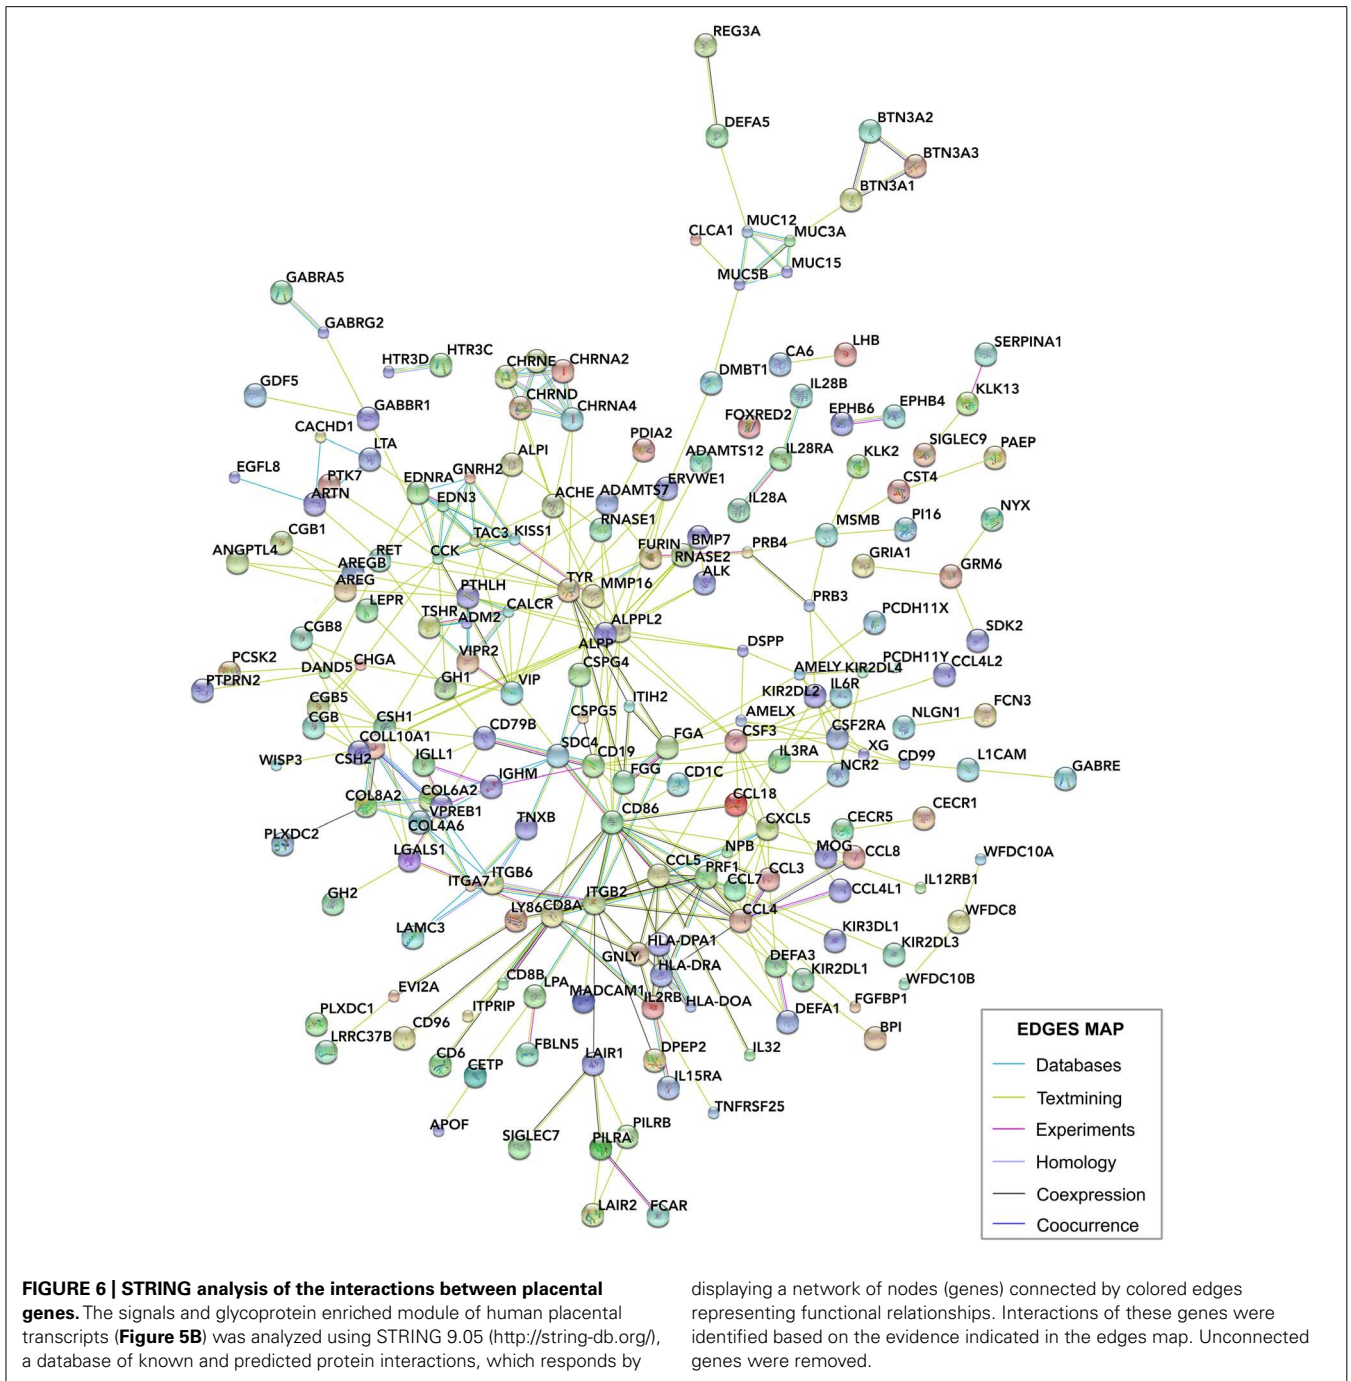 REG3A
DEFA5
BTN3A2
BTN3A3
BTN3A1
MUC12
MUC3A
CLCA1
MUC15
MUC5B
GABRA5
GABRG2
HTR3D
HTR3C
CHRNE
CHRNA2
CHRND
CHRNA4
GDF5
GABBR1
CACHD1
LTA
EGFL8
PTK7
ARTN
DMBT1
CA6
LHB
SERPINA1
IL28B
KLK13
EPHB6
EPHB4
FOXRED2
PDIA2
ADAMTS12
IL28RA
SIGLEC9
PAEP
KLK2
CST4
ALPI
GNRH2
EDNRA
EDN3
ACHE
ADAMTS7
ERVWE1
IL28A
RNASE1
MSMB
PI16
NYX
CGB1
TAC3
KISS1
FURIN
BMP7
PRB4
RNASE2
ANGPTL4
RET
CCK
AREGB
AREG
TYR
MMP16
ALK
GRIA1
GRM6
PTHLH
LEPR
TSHR
ADM2
CALCR
PRB3
PCDH11X
ALPPL2
ALPP
SDK2
CGB8
PCSK2
DAND5
CHGA
VIPR2
CSPG4
DSPP
AMELY
KIR2DL4
PCDH11Y
CCL4L2
PTPRN2
GH1
VIP
ITIH2
KIR2DL2
IL6R
CGB5
CGB
CSH1
CSPG5
AMELX
CSF2RA
NLGN1
FCN3
CD79B
FGA
CSF3
COLL10A1
CSH2
IGLL1
SDC4
CD19
IL3RA
XG
CD99
L1CAM
WISP3
IGHM
FGG
CD1C
NCR2
GABRE
COL8A2
COL6A2
VPREB1
COL4A6
CCL18
CD86
CXCL5
CECR5
CECR1
TNXB
PLXDC2
LGALS1
NPB
MOG
CCL8
WFDC10A
ITGB6
ITGA7
CCL5
PRF1
CCL7
CCL3
IL12RB1
CCL4L1
GH2
LY86
CD8A
ITGB2
CCL4
WFDC8
LAMC3
KIR3DL1
KIR2DL3
HLA-DPA1
GNLY
HLA-DRA
DEFA3
KIR2DL1
WFDC10B
EVI2A
CD8B
LPA
MADCAM1
IL2RB
HLA-DOA
FGFBP1
DEFA1
PLXDC1
ITPRIP
LRRC37B
CD96
BPI
CD6
FBLN5
LAIR1
DPEP2
IL32
CETP
IL15RA
TNFRSF25
APOF
SIGLEC7
PILRA
PILRB
LAIR2
FCAR
EDGES MAP
Databases
Textmining
Experiments
Homology
Coexpression
Coocurrence
FIGURE 6 | STRING analysis of the interactions between placental
genes. The signals and glycoprotein enriched module of human placental
transcripts (Figure 5B) was analyzed using STRING 9.05 (http://string-db.org/),
a database of known and predicted protein interactions, which responds by
displaying a network of nodes (genes) connected by colored edges
representing functional relationships. Interactions of these genes were
identified based on the evidence indicated in the edges map. Unconnected
genes were removed.